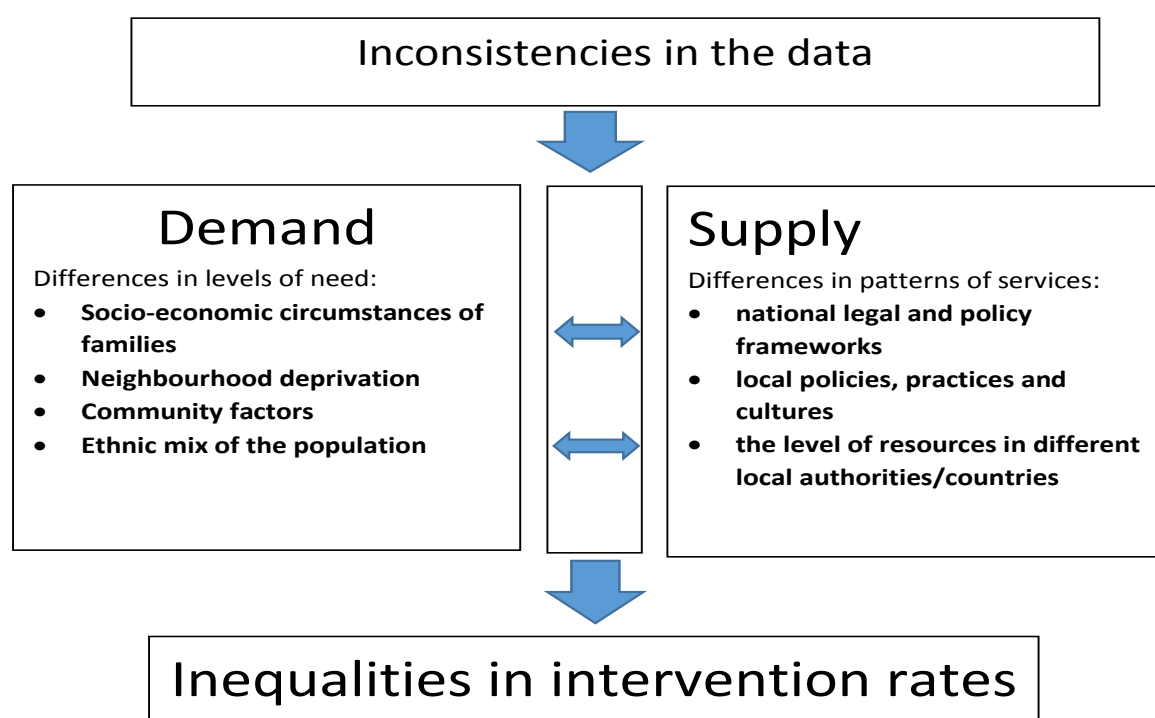 Inconsistencies in the data
Demand
Differences in levels of need:
• Socio-economic circumstances of
families
• Neighbourhood deprivation
• Community factors
• Ethnic mix of the population
Supply
Differences in patterns of services:
• national legal and policy
frameworks
• local policies, practices and
cultures
• the level of resources in different
local authorities/countries
Inequalities in intervention rates